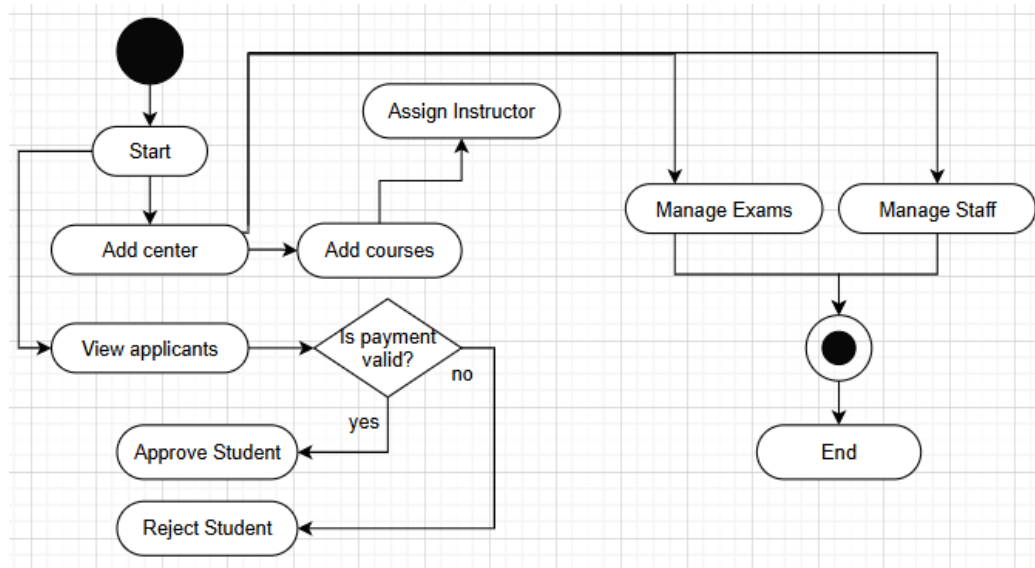 Assign Instructor
Start
Manage Exams
Manage Staff
Add center
Add courses
View applicants
Is payment
valid?
no
yes
Approve Student
End
Reject Student